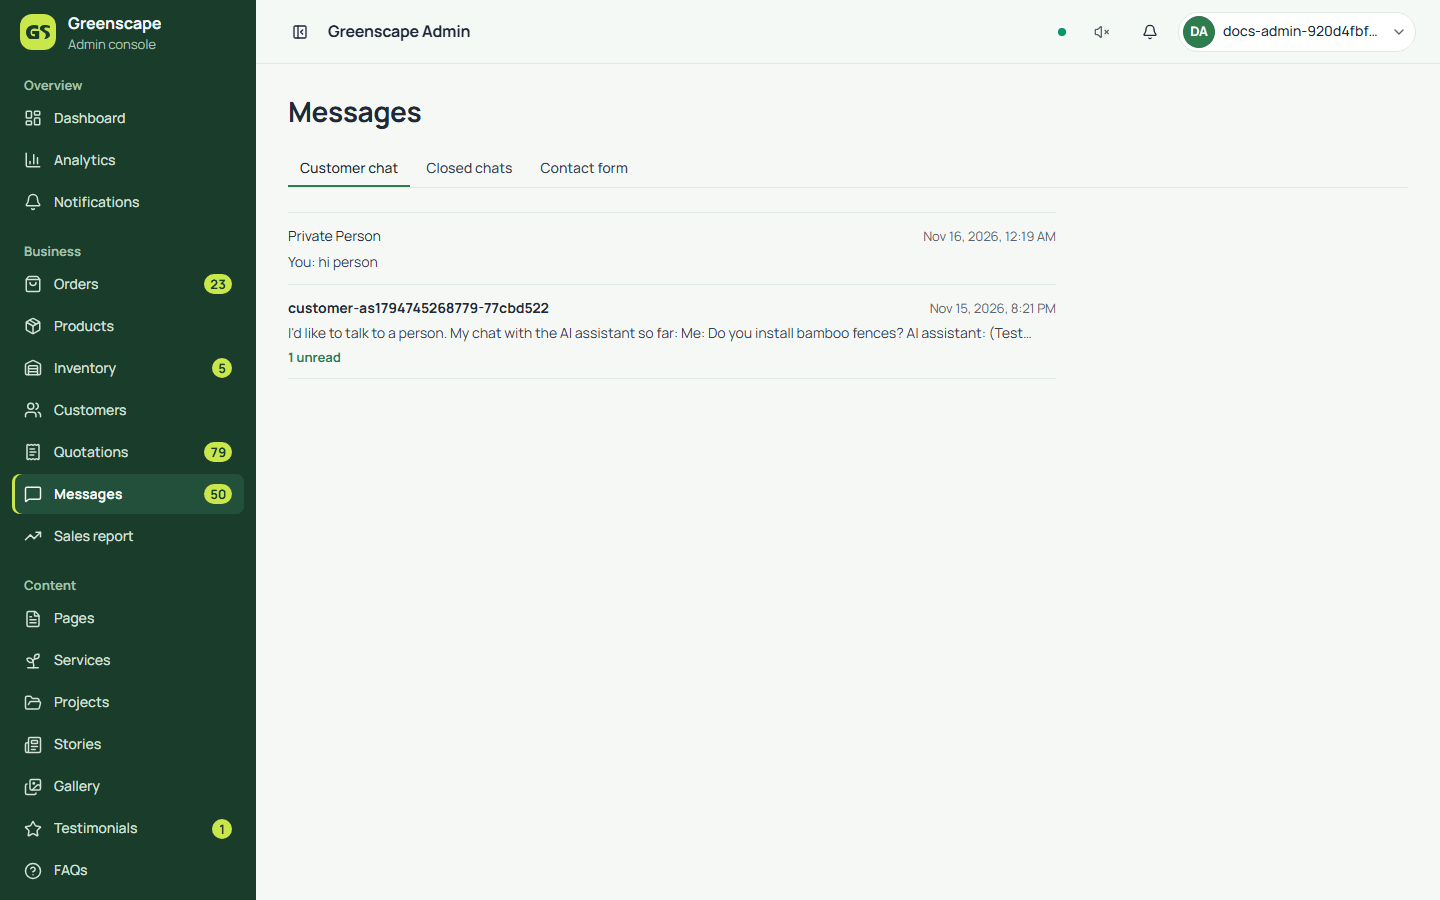 GS
Greenscape
Admin console
Overview
Dashboard
Analytics
Notifications
Business
Orders 23
Products
Inventory 5
Customers
Quotations 79
Messages 50
Sales report
Content
Pages
Services
Projects
Stories
Gallery
Testimonials 1
FAQs
Greenscape Admin
DA docs-admin-920d4fbf…
Messages
Customer chat Closed chats Contact form
Private Person Nov 16, 2026, 12:19 AM
You: hi person
customer-as1794745268779-77cbd522 Nov 15, 2026, 8:21 PM
I'd like to talk to a person. My chat with the AI assistant so far: Me: Do you install bamboo fences? AI assistant: (Test…
1 unread